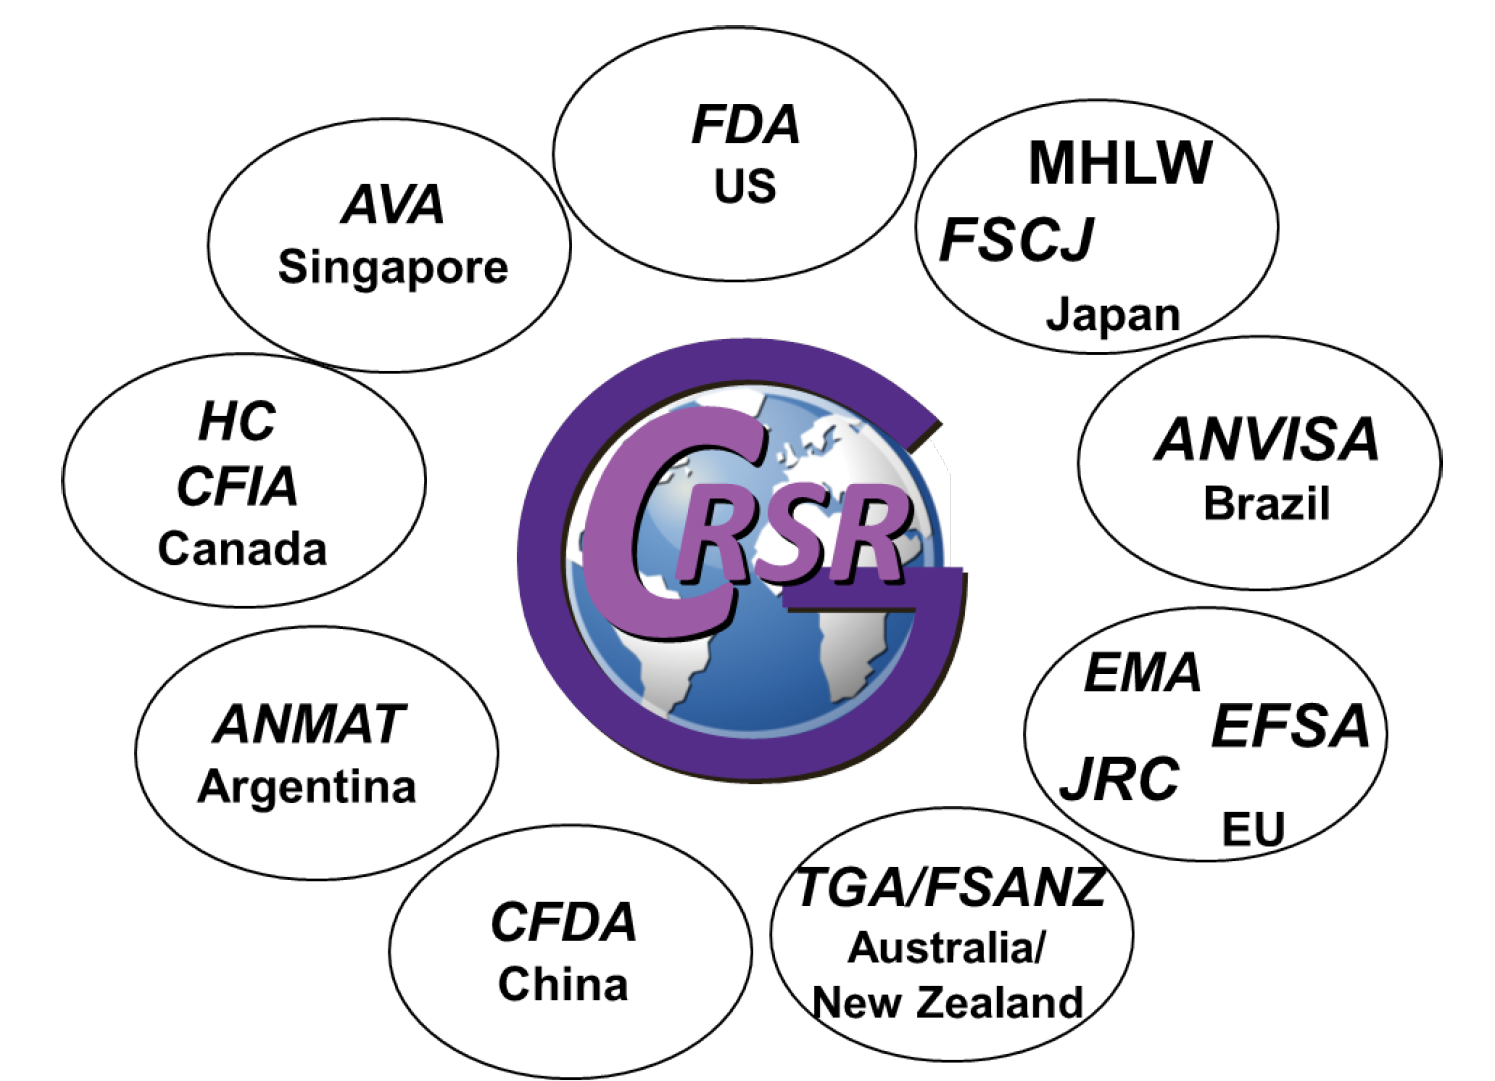 FDA
US
MHLW
FSCJ
Japan
AVA
Singapore
HC
CFIA
Canada
ANVISA
Brazil
GCRSR
EMA
EFSA
JRC
EU
ANMAT
Argentina
TGA/FSANZ
Australia/
New Zealand
CFDA
China